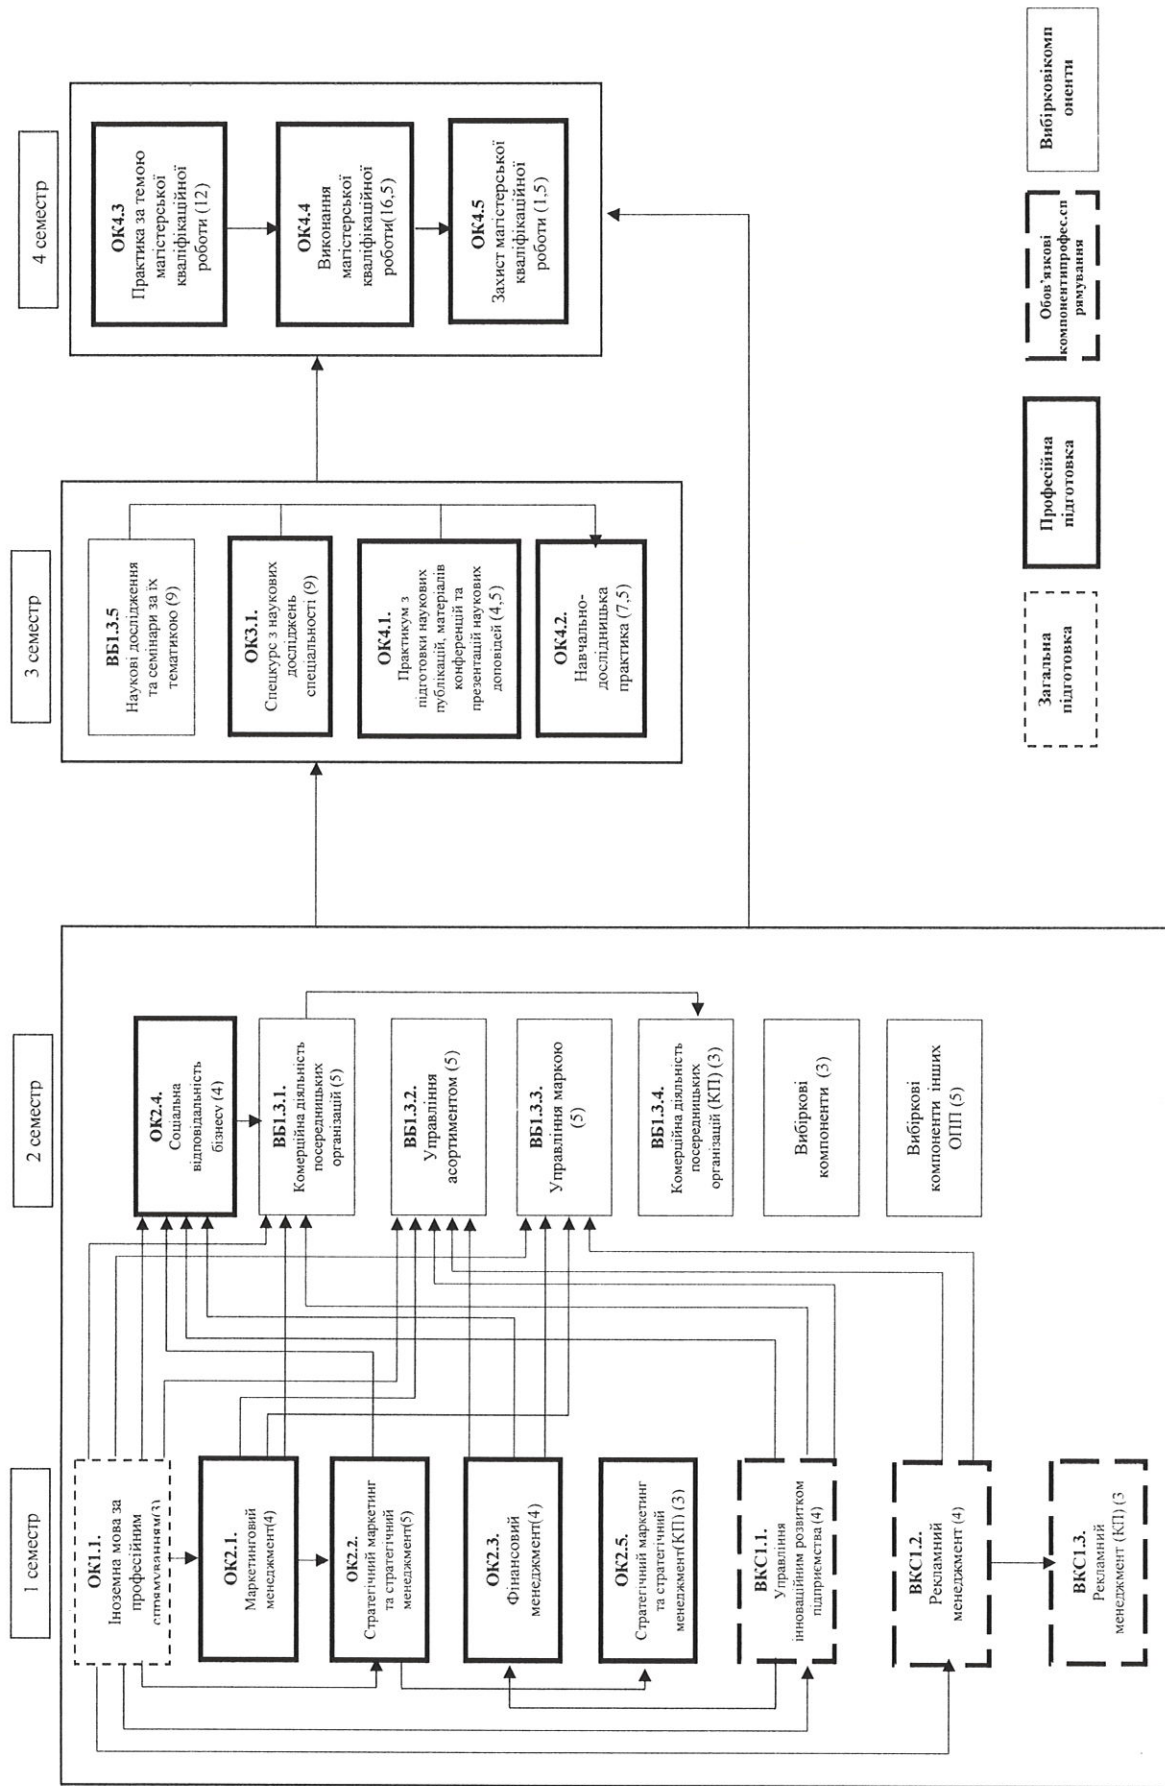 1 семестр
ОК1.1.
Іноземна мова за
професійним
спрямуванням(3)
ОК2.1.
Маркетинговий
менеджмент(4)
ОК2.2.
Стратегічний маркетинг
та стратегічний
менеджмент(5)
ОК2.3.
Фінансовий
менеджмент(4)
ОК2.5.
Стратегічний маркетинг
та стратегічний
менеджмент(КП) (3)
ВКС1.1.
Управління
інноваційним розвитком
підприємства (4)
ВКС1.2.
Рекламний
менеджмент (4)
ВКС1.3.
Рекламний
менеджмент (КП) (3
2 семестр
ОК2.4.
Соціальна
відповідальність
бізнесу (4)
ВБ1.3.1.
Комерційна діяльність
посередницьких
організацій (5)
ВБ1.3.2.
Управління
асортиментом (5)
ВБ1.3.3.
Управління маркою
(5)
ВБ1.3.4.
Комерційна діяльність
посередницьких
організацій (КП) (3)
Вибіркові
компоненти (3)
Вибіркові
компоненти інших
ОПП (5)
3 семестр
ВБ1.3.5
Наукові дослідження
та семінари за їх
тематикою (9)
ОК3.1.
Спецкурс з наукових
досліджень
спеціальності (9)
ОК4.1.
Практикум з
підготовки наукових
публікацій, матеріалів
конференцій та
презентацій наукових
доповідей (4,5)
ОК4.2.
Навчально-
дослідницька
практика (7,5)
4 семестр
ОК4.3
Практика за темою
магістерської
кваліфікаційної
роботи (12)
ОК4.4
Виконання
магістерської
кваліфікаційної
роботи(16,5)
ОК4.5
Захист магістерської
кваліфікаційної
роботи (1,5)
Загальна
підготовка
Професійна
підготовка
Обов'язкові
компонентипрофес.сп
рямування
Вибірковікомп
оненти